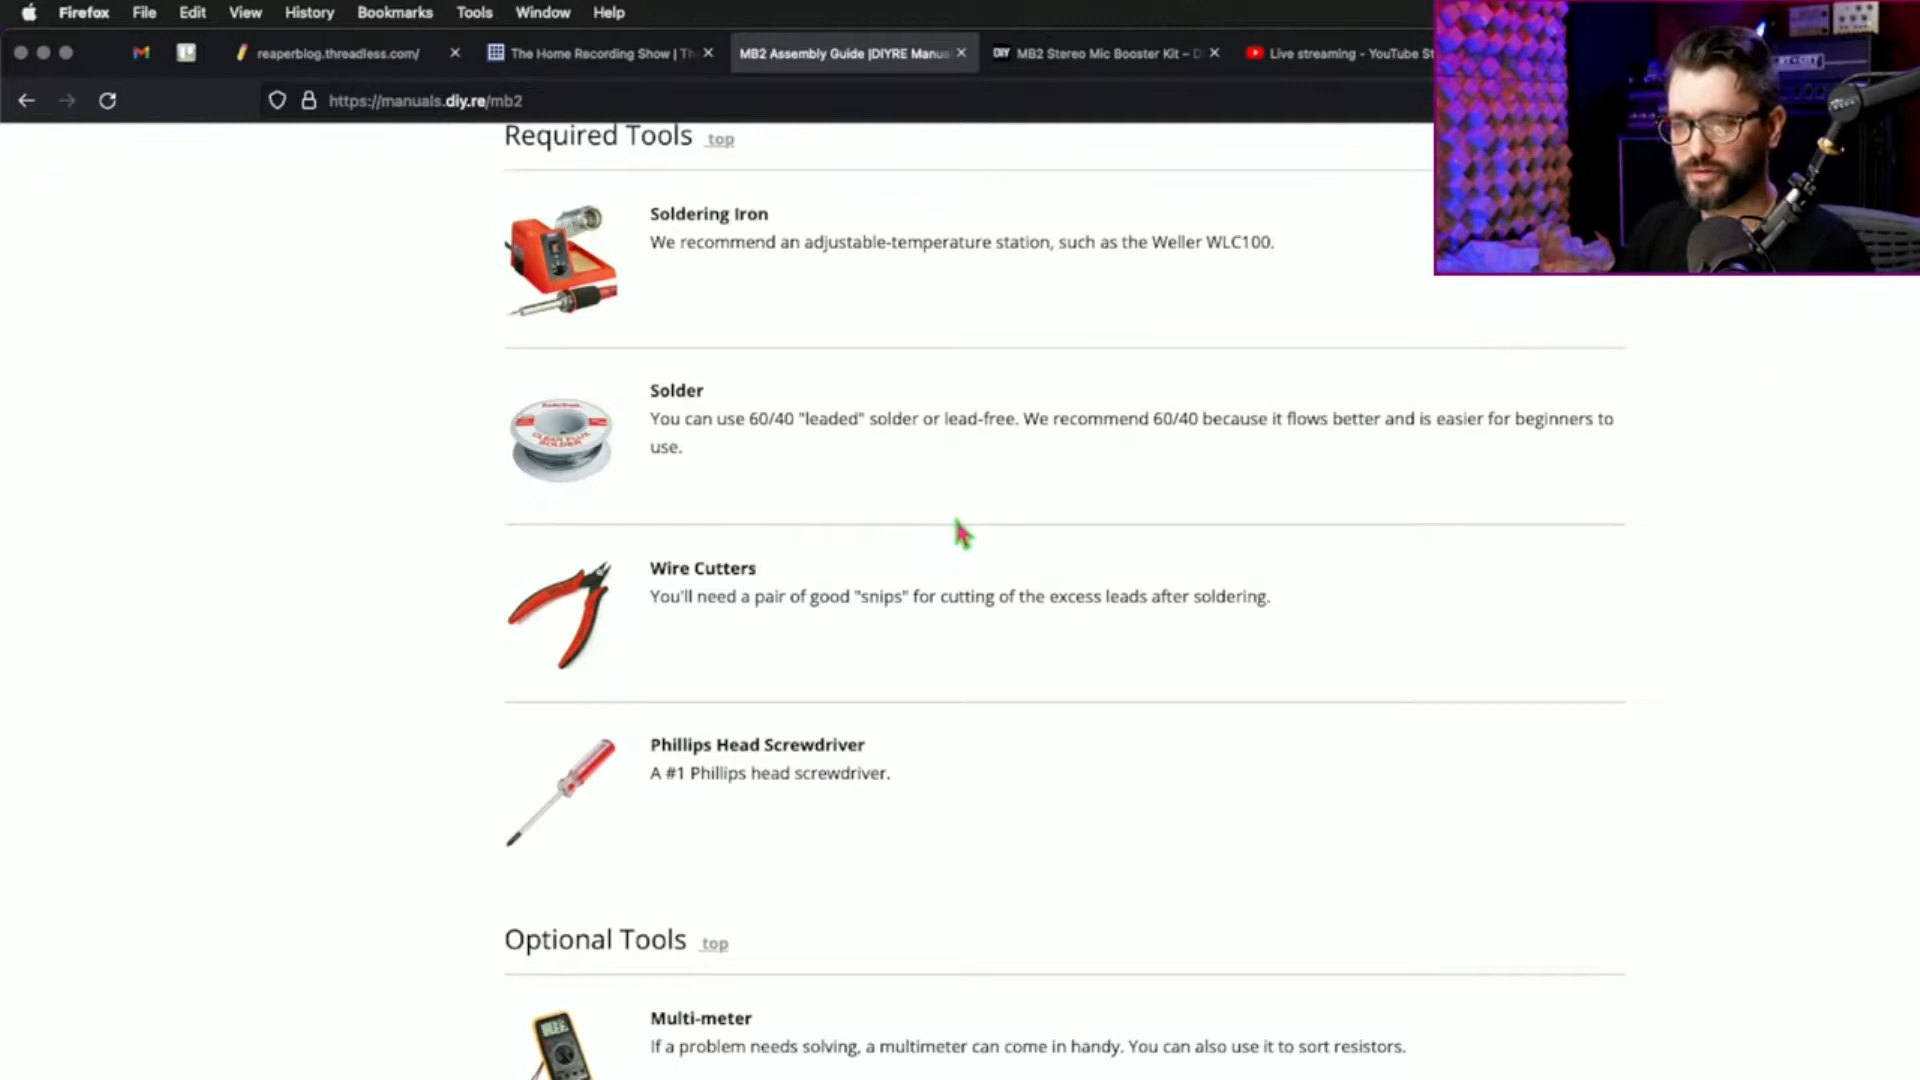 Firefox File Edit View History Bookmarks Tools Window Help
reaperblog.threadless.com/
The Home Recording Show | Th
MB2 Assembly Guide |DIYRE Manua
DIY MB2 Stereo Mic Booster Kit – D
Live streaming - YouTube St
https://manuals.diy.re/mb2
Required Tools top
Soldering Iron
We recommend an adjustable-temperature station, such as the Weller WLC100.
Solder
You can use 60/40 "leaded" solder or lead-free. We recommend 60/40 because it flows better and is easier for beginners to
use.
Wire Cutters
You'll need a pair of good "snips" for cutting of the excess leads after soldering.
Phillips Head Screwdriver
A #1 Phillips head screwdriver.
Optional Tools top
Multi-meter
If a problem needs solving, a multimeter can come in handy. You can also use it to sort resistors.